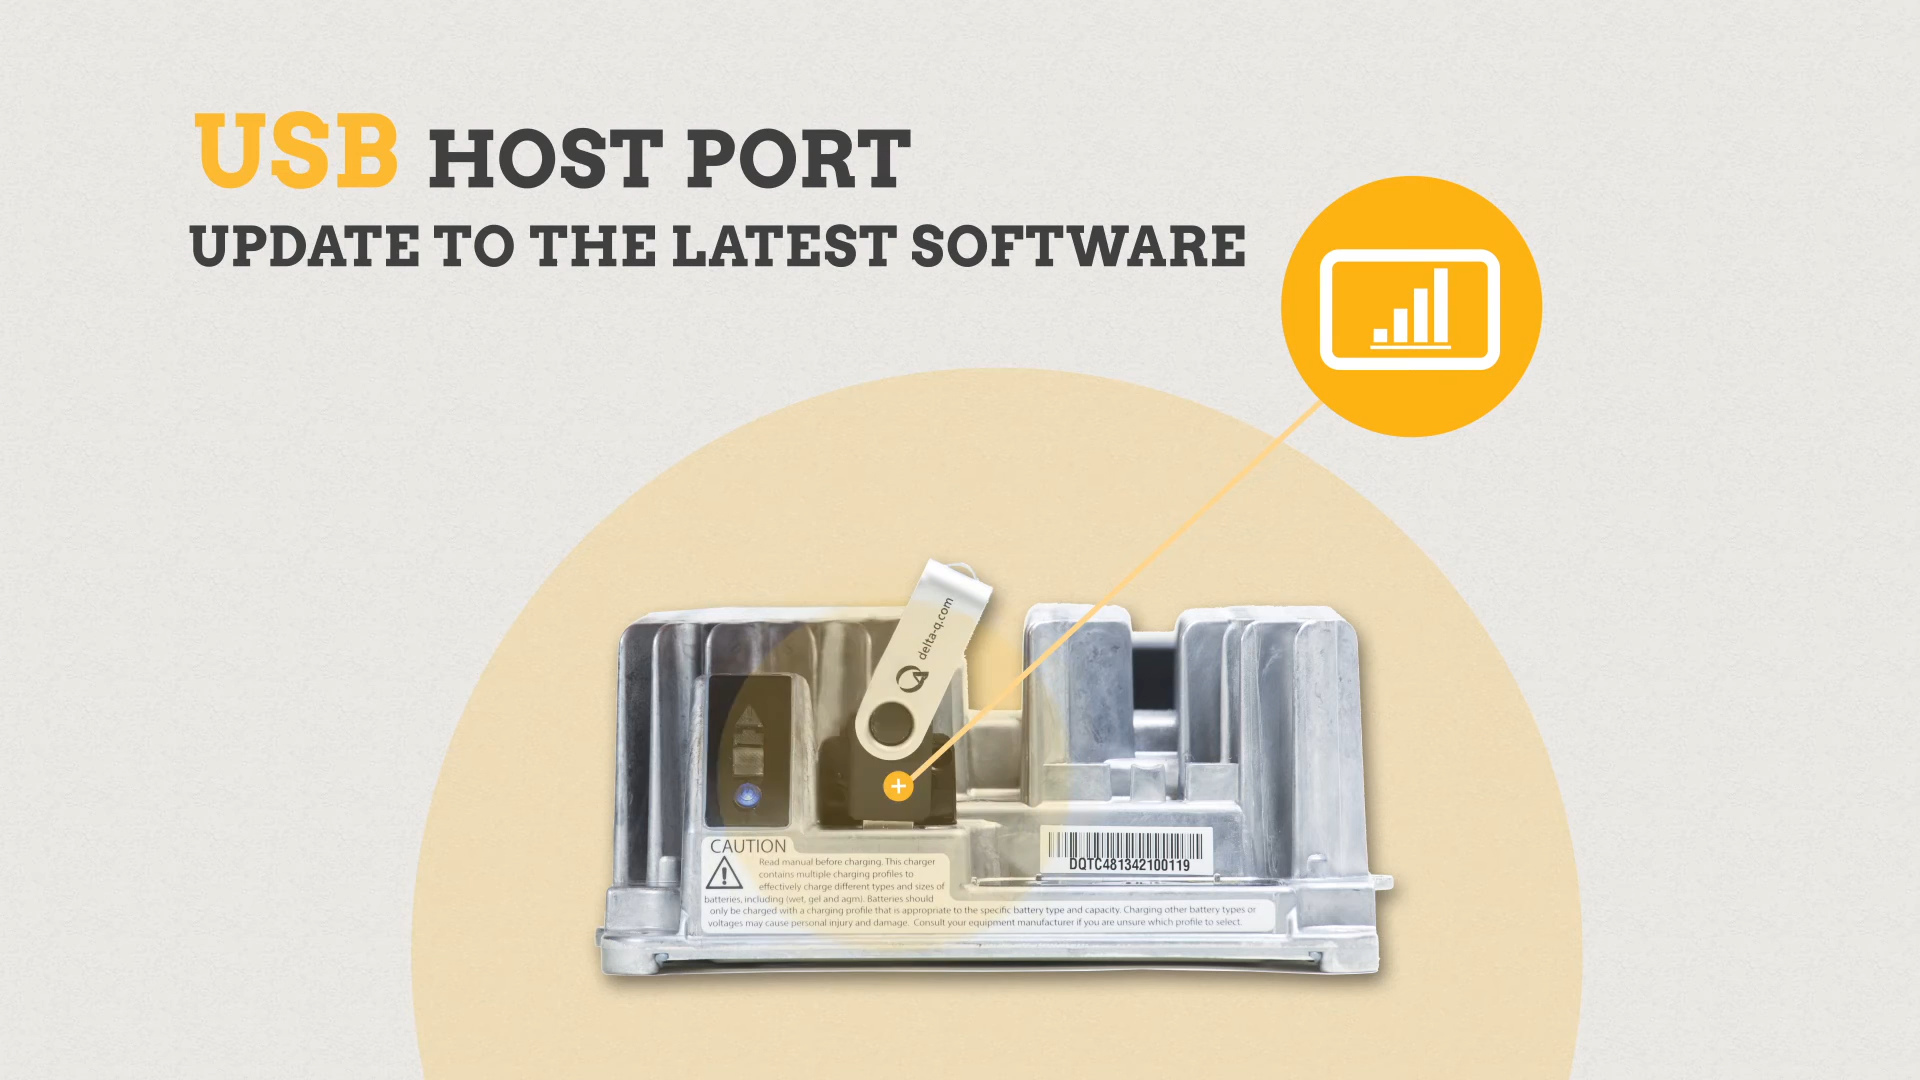 USB HOST PORT
UPDATE TO THE LATEST SOFTWARE
delta-q.com
CAUTION
Read manual before charging. This charger
contains multiple charging profiles to
effectively charge different types and sizes of
batteries, including (wet, gel and agm). Batteries should
only be charged with a charging profile that is appropriate to the specific battery type and capacity. Charging other battery types or
voltages may cause personal injury and damage. Consult your equipment manufacturer if you are unsure which profile to select.
DQTC481342100119